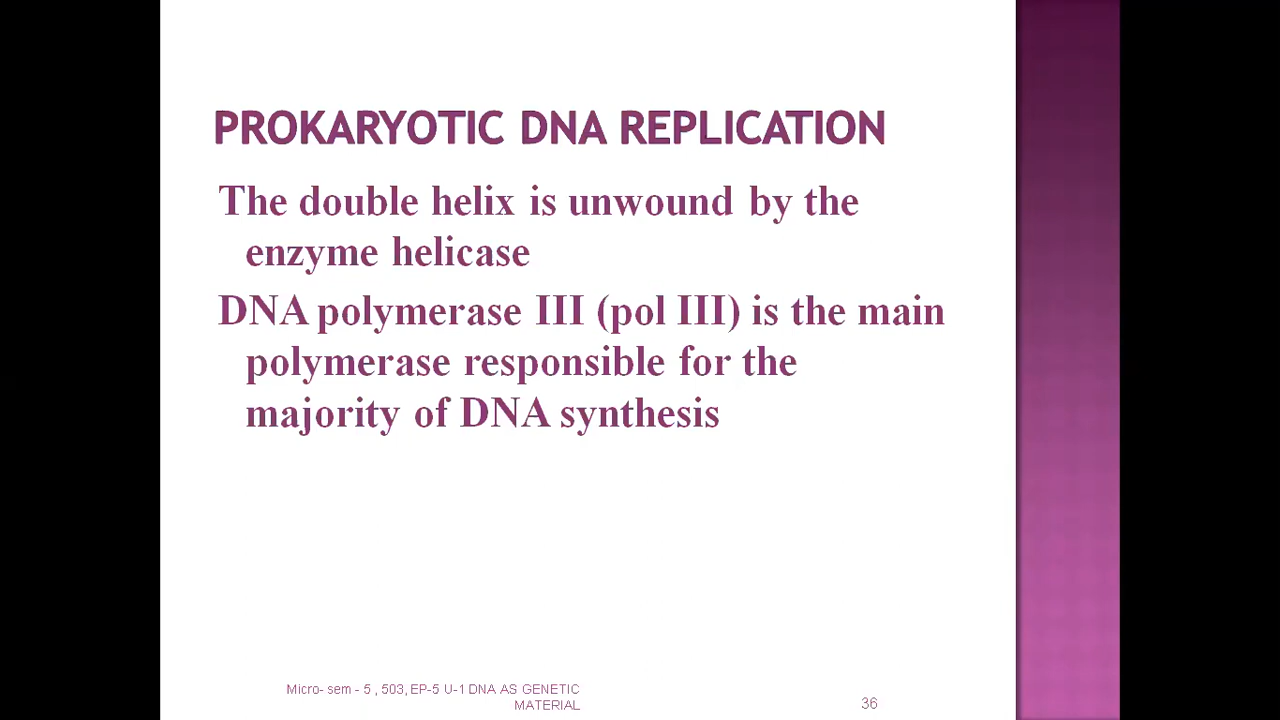 PROKARYOTIC DNA REPLICATION
The double helix is unwound by the
enzyme helicase
DNA polymerase III (pol III) is the main
polymerase responsible for the
majority of DNA synthesis
Micro- sem - 5 , 503, EP-5 U-1 DNA AS GENETIC
MATERIAL
36